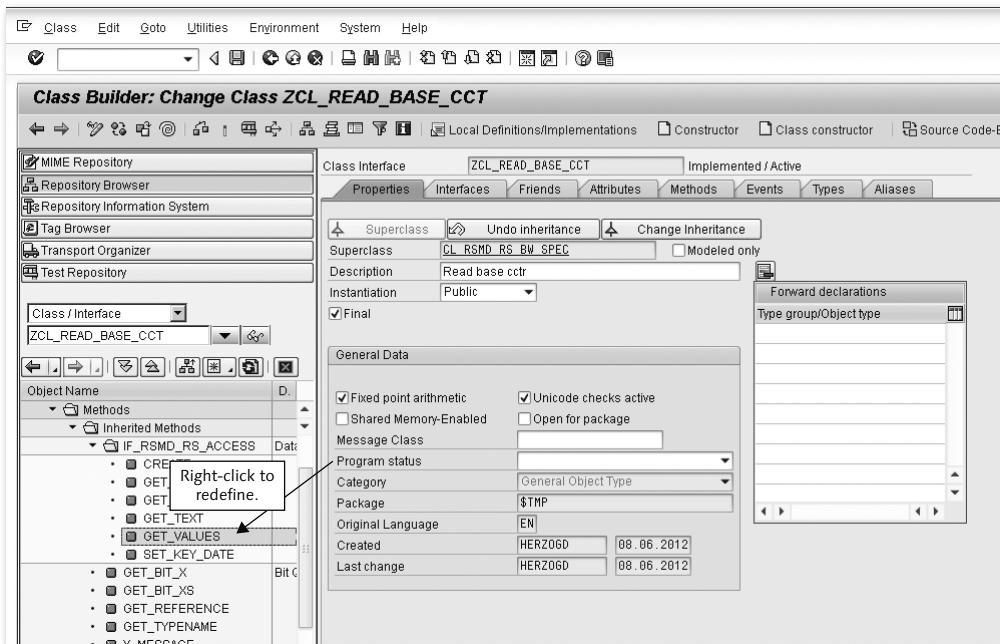 Class Edit Goto Utilities Environment System Help
Class Builder: Change Class ZCL_READ_BASE_CCT
Local Definitions/Implementations Constructor Class constructor Source Code-
MIME Repository
Repository Browser
Repository Information System
Tag Browser
Transport Organizer
Test Repository
Class / Interface
ZCL_READ_BASE_CCT
Object Name D.
Methods
Inherited Methods
IF_RSMD_RS_ACCESS Data
GET_
GET_
GET_TEXT
GET_VALUES
SET_KEY_DATE
GET_BIT_X Bit
GET_BIT_XS
GET_REFERENCE
GET_TYPENAME
Right-click to
redefine.
Class Interface ZCL_READ_BASE_CCT Implemented / Active
Properties Interfaces Friends Attributes Methods Events Types Aliases
Superclass Undo inheritance Change Inheritance
Superclass CL_RSMD_RS_BW_SPEC Modeled only
Description Read base cctr
Instantiation Public
Final
Forward declarations
Type group/Object type
General Data
Fixed point arithmetic Unicode checks active
Shared Memory-Enabled Open for package
Message Class
Program status
Category General Object Type
Package $TMP
Original Language EN
Created HERZOGD 08.06.2012
Last change HERZOGD 08.06.2012